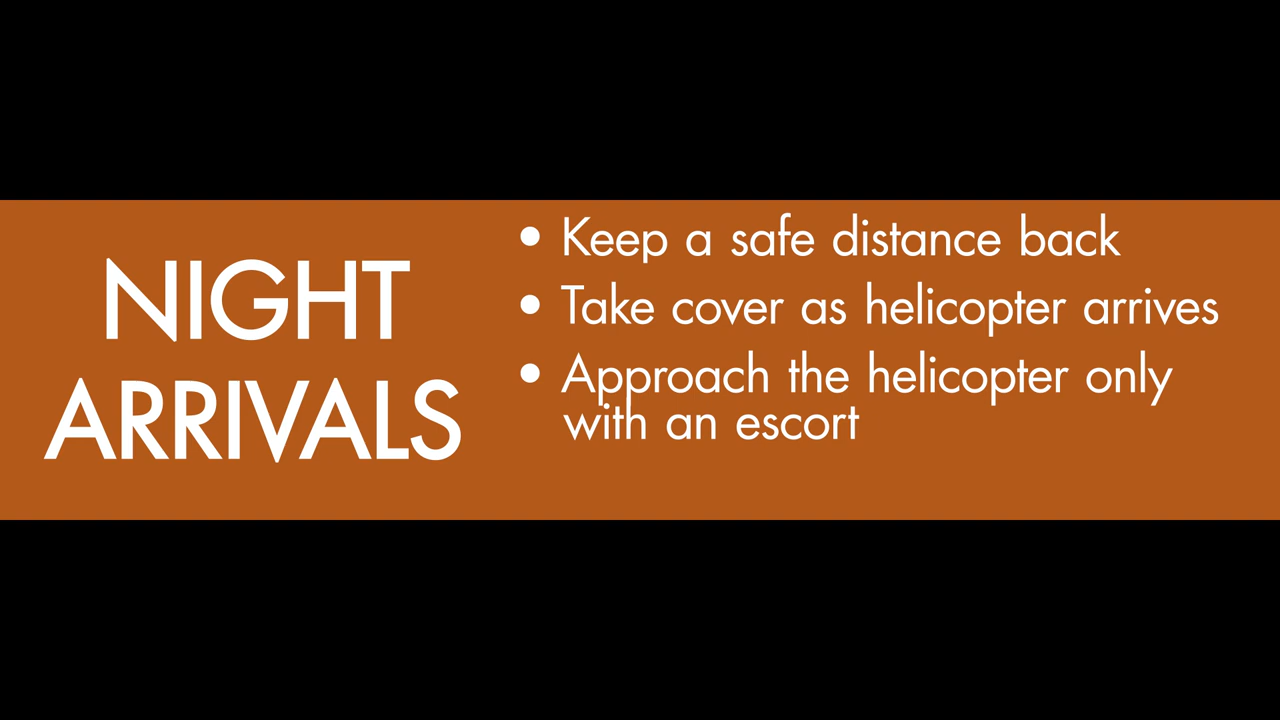 NIGHT
ARRIVALS
• Keep a safe distance back
• Take cover as helicopter arrives
• Approach the helicopter only
with an escort